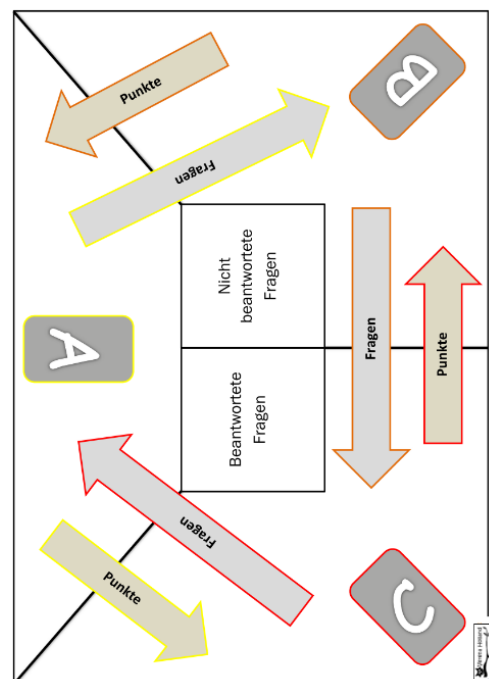 B
Punkte
Fragen
Nicht
beantwortete
Fragen
A
Fragen
Punkte
Beantwortete
Fragen
Fragen
Punkte
C